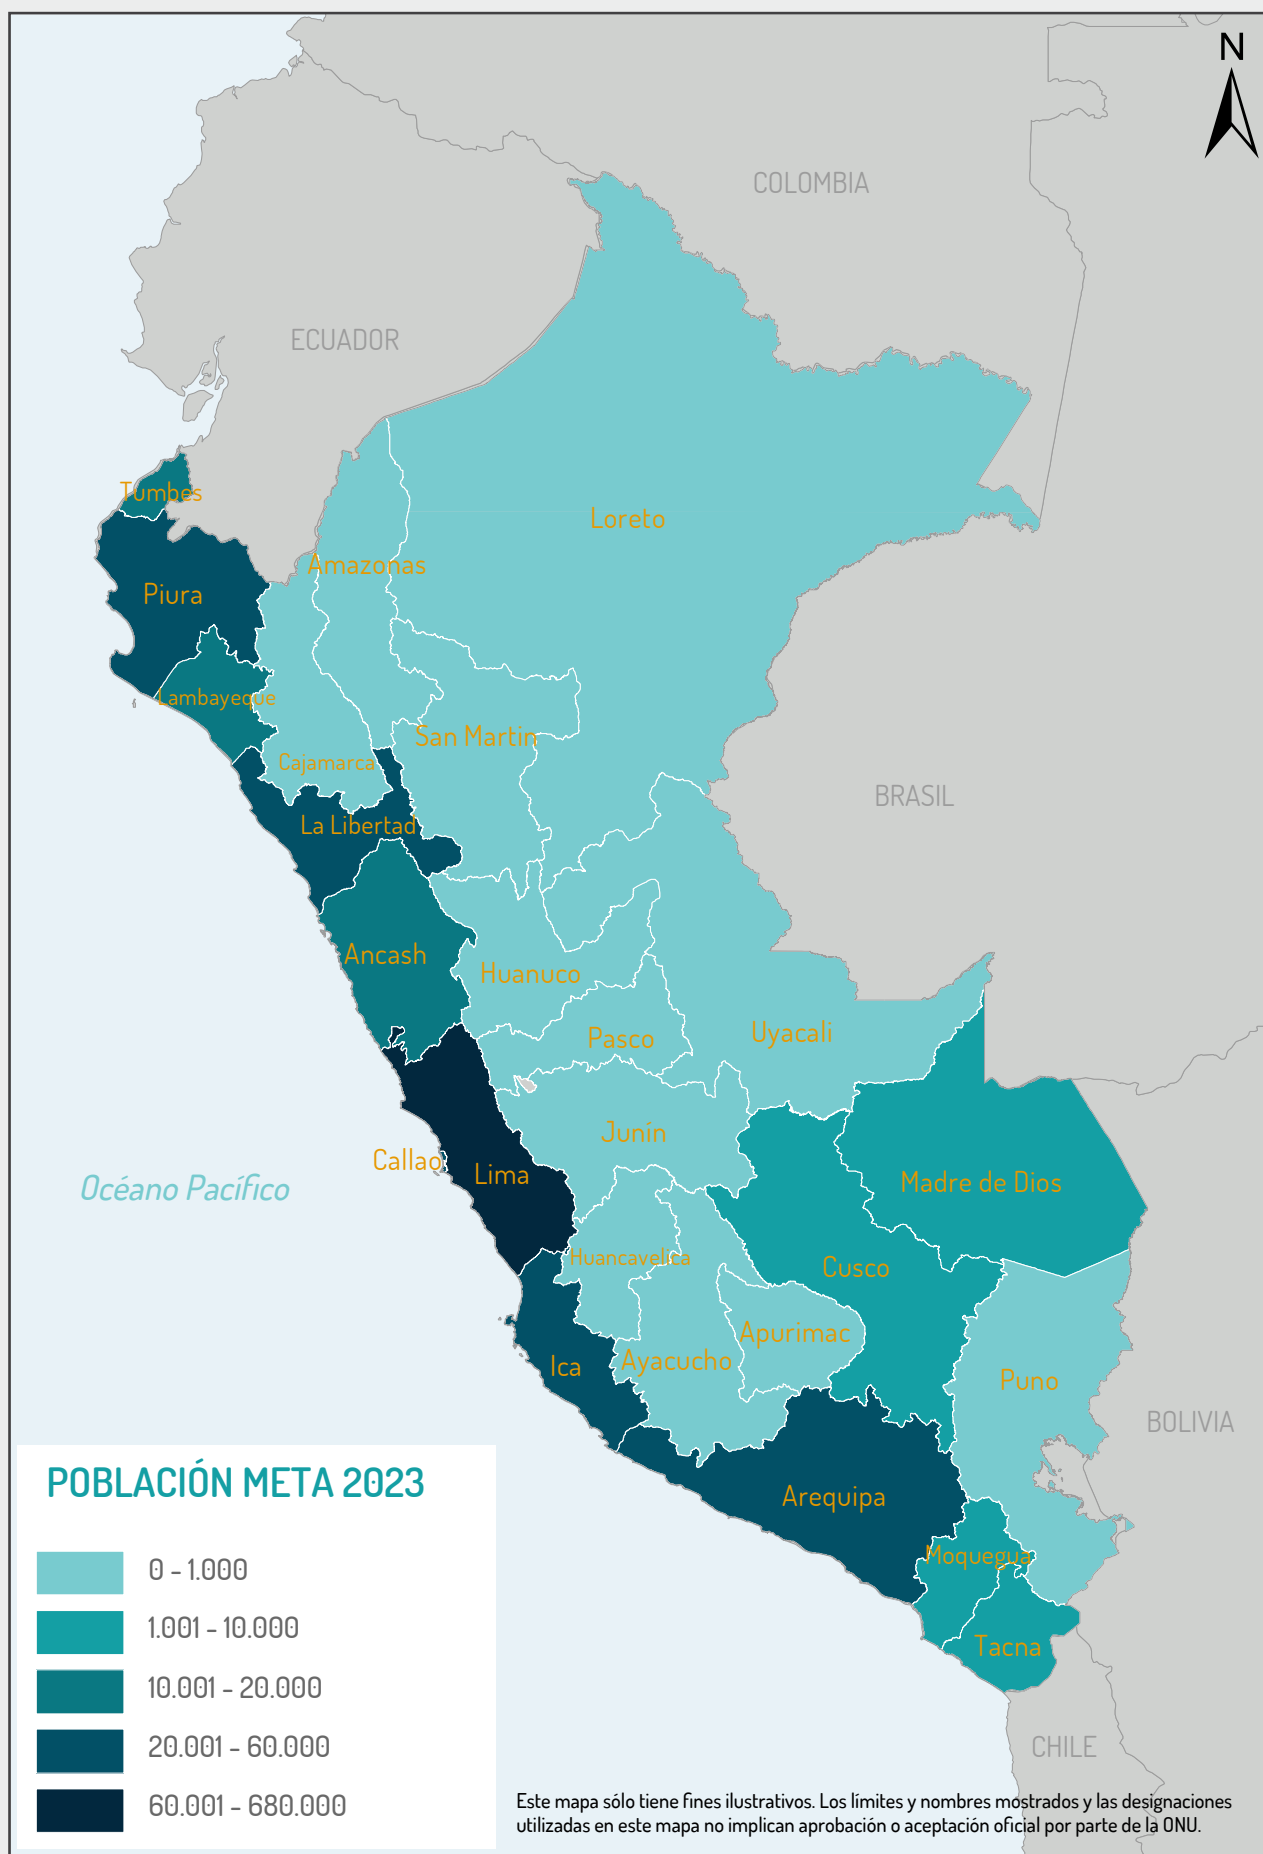 N
COLOMBIA
ECUADOR
Tumbes
Loreto
Amazonas
Piura
Lambayeque
San Martin
Cajamarca
BRASIL
La Libertad
Ancash
Huanuco
Uyacali
Pasco
Junín
Callao
Lima
Madre de Dios
Océano Pacífico
Huancavelica
Cusco
Apurimac
Ayacucho
Ica
Puno
BOLIVIA
POBLACIÓN META 2023
Arequipa
Moquegua
0 - 1.000
1.001 - 10.000
Tacna
10.001 - 20.000
20.001 - 60.000
CHILE
60.001 - 680.000
Este mapa sólo tiene fines ilustrativos. Los límites y nombres mostrados y las designaciones
utilizadas en este mapa no implican aprobación o aceptación oficial por parte de la ONU.